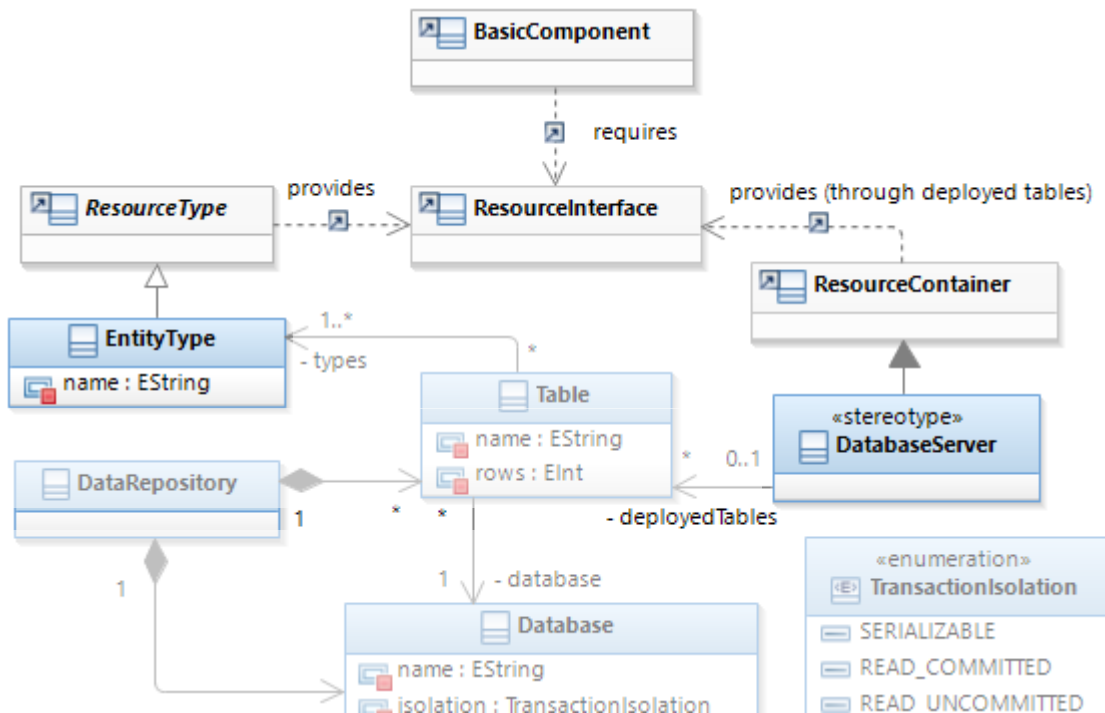 BasicComponent
requires
ResourceType
provides
ResourceInterface
provides (through deployed tables)
ResourceContainer
EntityType
name : EString
1..*
- types
*
Table
name : EString
rows : EInt
«stereotype»
DatabaseServer
* 0..1
- deployedTables
DataRepository
1 * *
1
1 - database
Database
name : EString
isolation : TransactionIsolation
«enumeration»
<E> TransactionIsolation
SERIALIZABLE
READ_COMMITTED
READ_UNCOMMITTED